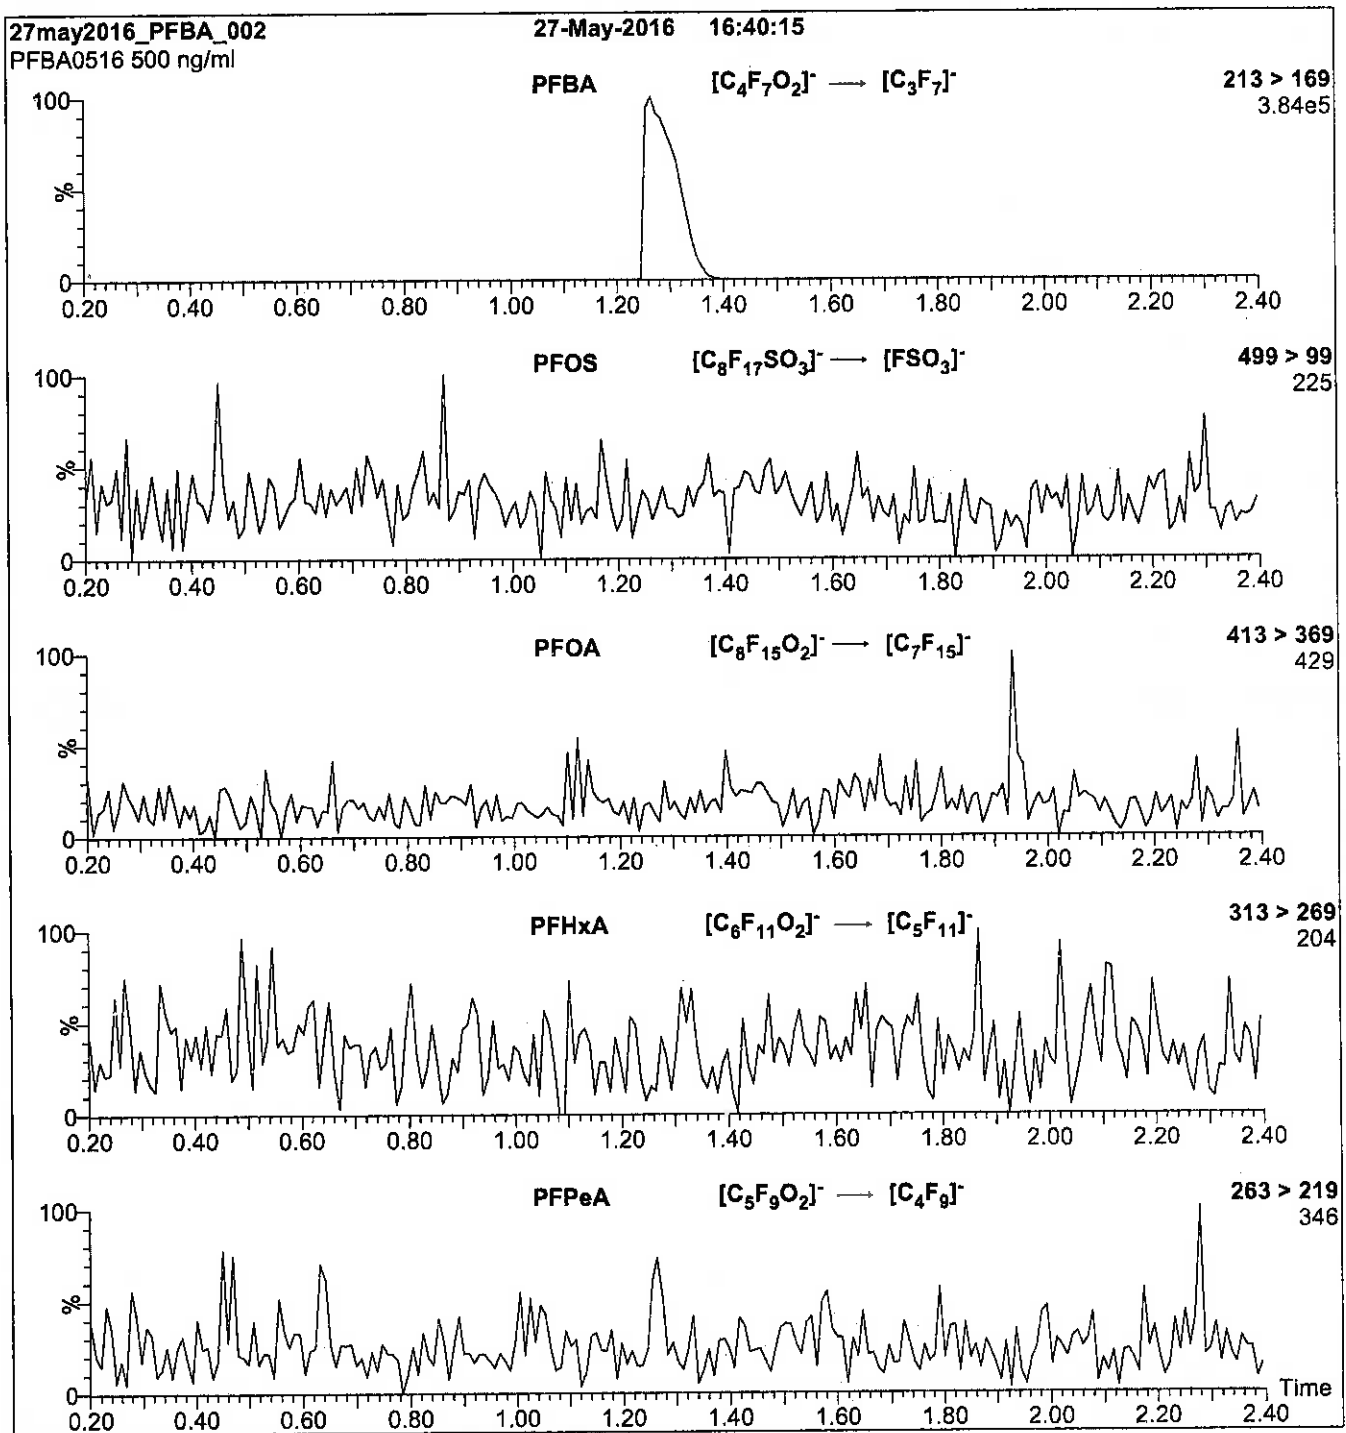 27may2016_PFBA_002 27-May-2016 16:40:15
PFBA0516 500 ng/ml
PFBA [C₄F₇O₂]⁻ → [C₃F₇]⁻ 213 > 169
3.84e5
100
%
0
0.20 0.40 0.60 0.80 1.00 1.20 1.40 1.60 1.80 2.00 2.20 2.40
PFOS [C₈F₁₇SO₃]⁻ → [FSO₃]⁻ 499 > 99
225
100
%
0
0.20 0.40 0.60 0.80 1.00 1.20 1.40 1.60 1.80 2.00 2.20 2.40
PFOA [C₈F₁₅O₂]⁻ → [C₇F₁₅]⁻ 413 > 369
429
100
%
0
0.20 0.40 0.60 0.80 1.00 1.20 1.40 1.60 1.80 2.00 2.20 2.40
PFHxA [C₆F₁₁O₂]⁻ → [C₅F₁₁]⁻ 313 > 269
204
100
%
0
0.20 0.40 0.60 0.80 1.00 1.20 1.40 1.60 1.80 2.00 2.20 2.40
PFPeA [C₅F₉O₂]⁻ → [C₄F₉]⁻ 263 > 219
346
100
%
0
Time
0.20 0.40 0.60 0.80 1.00 1.20 1.40 1.60 1.80 2.00 2.20 2.40